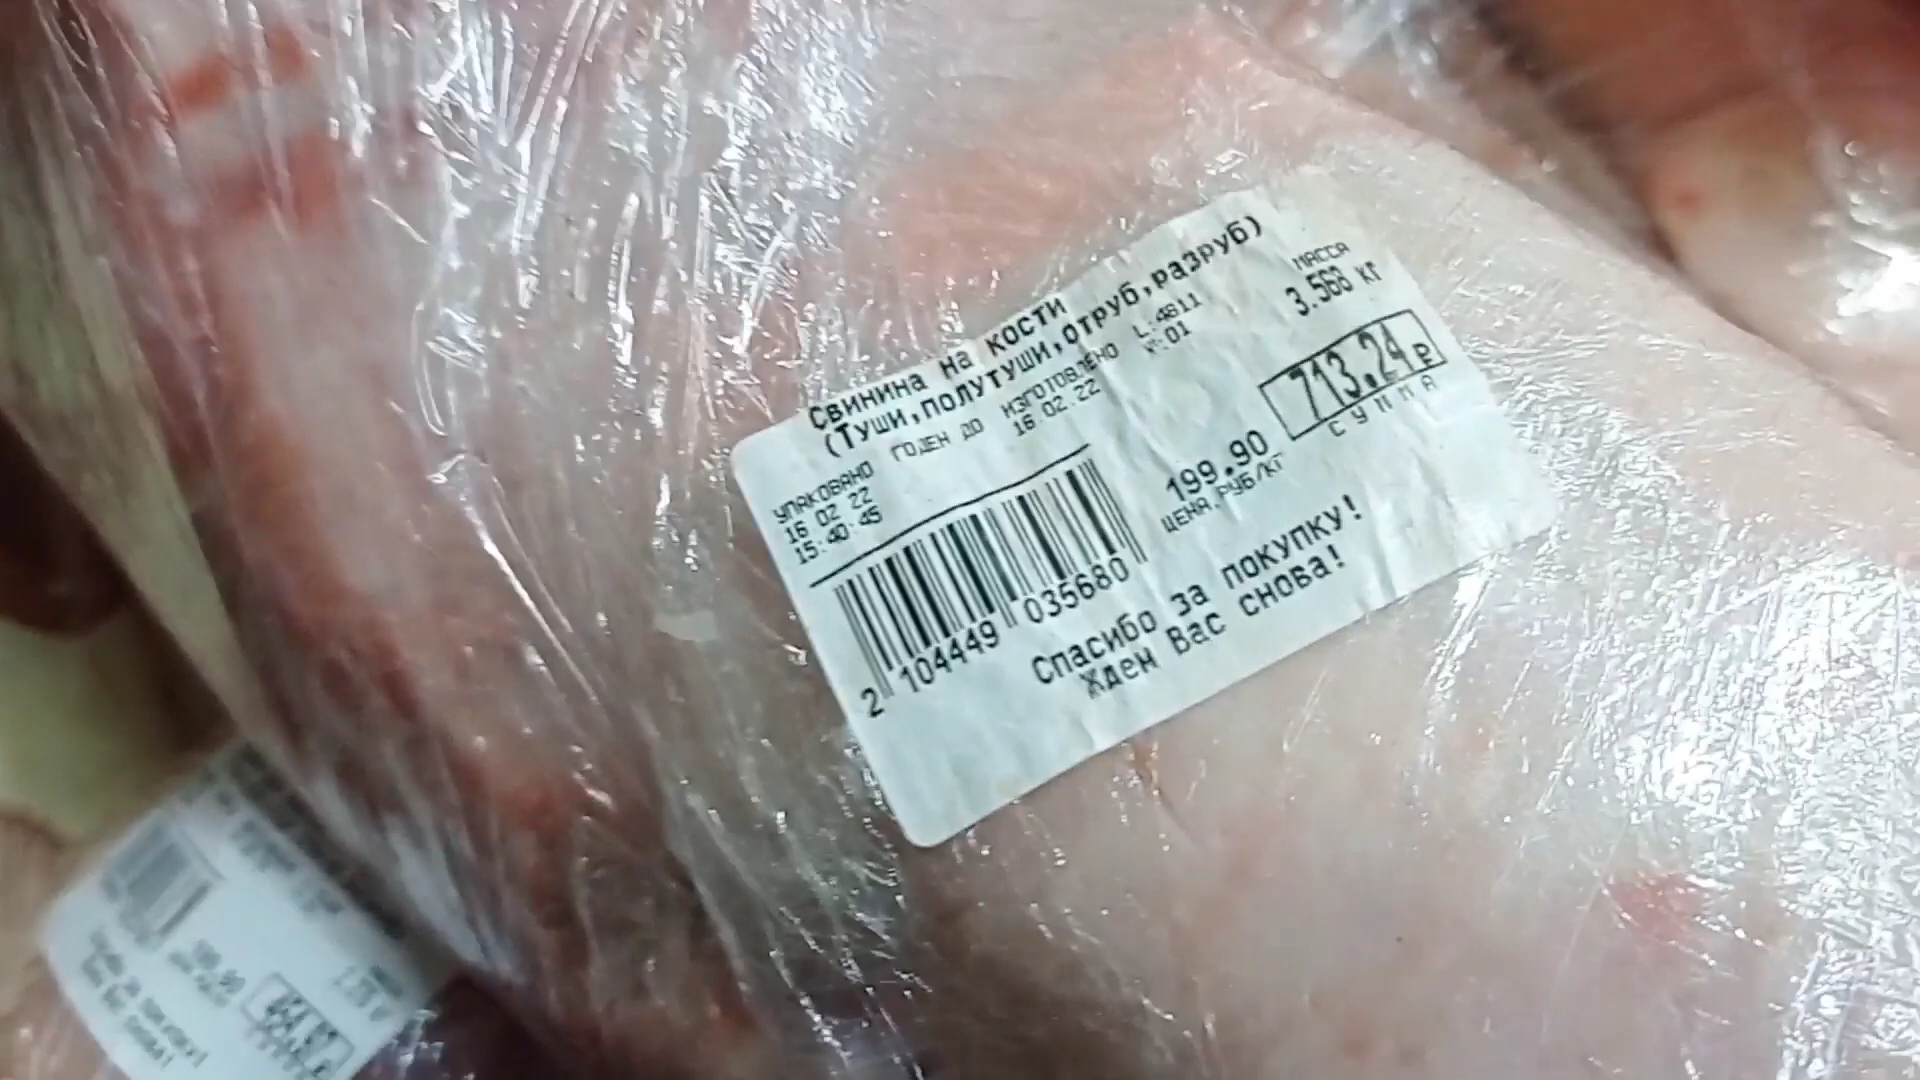 Свинина на кости
(Туши,полутуши,отруб,разруб)
УПАКОВАНО
16 02 22
15:40:45
ГОДЕН ДО
ИЗГОТОВЛЕНО
16.02.22
L:4811
№:01
МАССА
3.568 кг
713.24 ₽
СУММА
199.90
ЦЕНА,РУБ/КГ
2 104449 035680
Спасибо за покупку!
Ждем Вас снова!